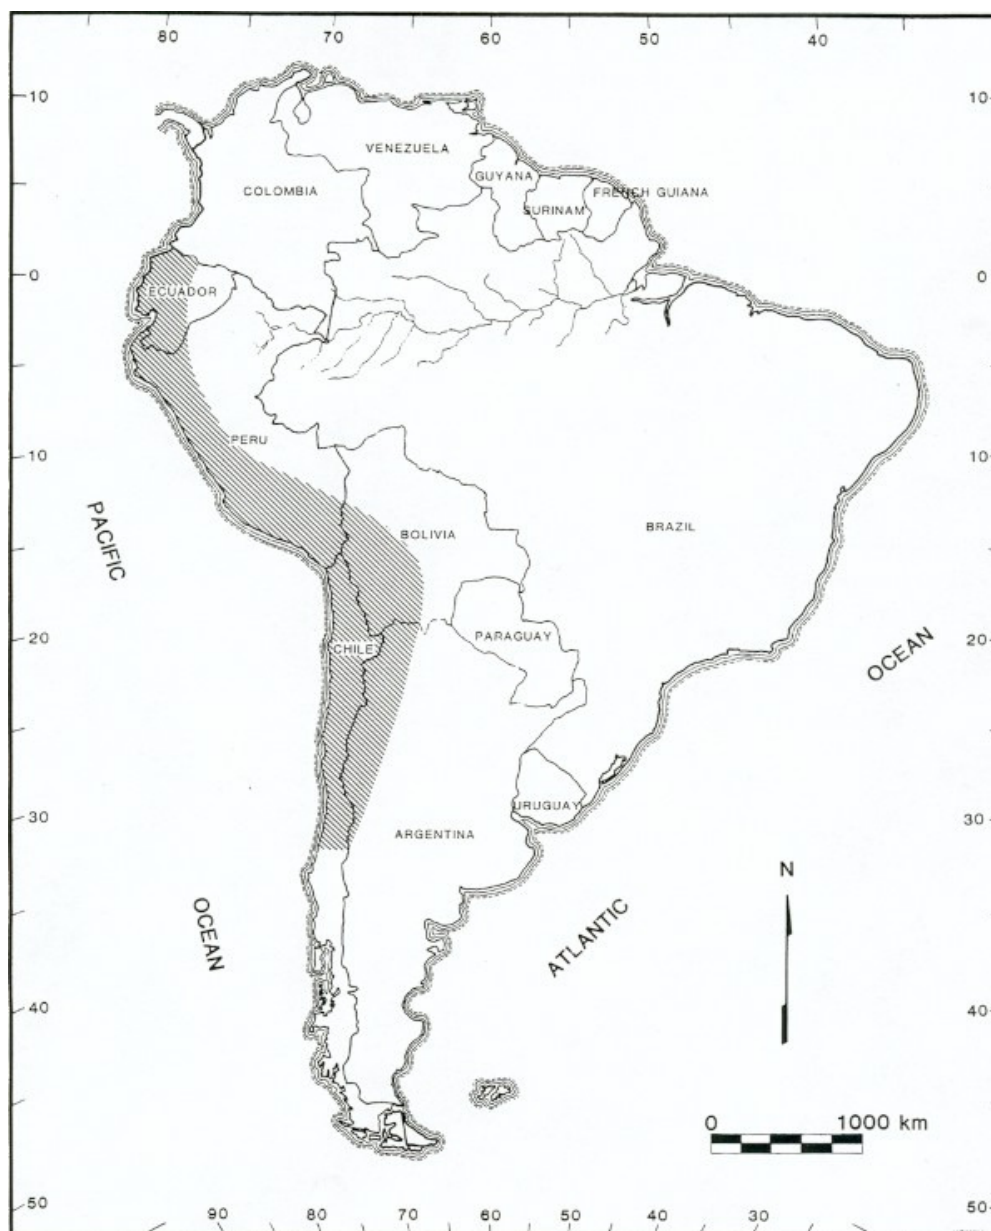 80 70 60 50 40
10 10
VENEZUELA
GUYANA
COLOMBIA
FRENCH GUIANA
SURINAM
0 0
ECUADOR
PERU
10 10
PACIFIC
BRAZIL
BOLIVIA
20 20
PARAGUAY
CHILE
OCEAN
URUGUAY
30 30
ARGENTINA
N
OCEAN
ATLANTIC
40 40
0 1000 km
50 50
90 80 70 60 50 40 30